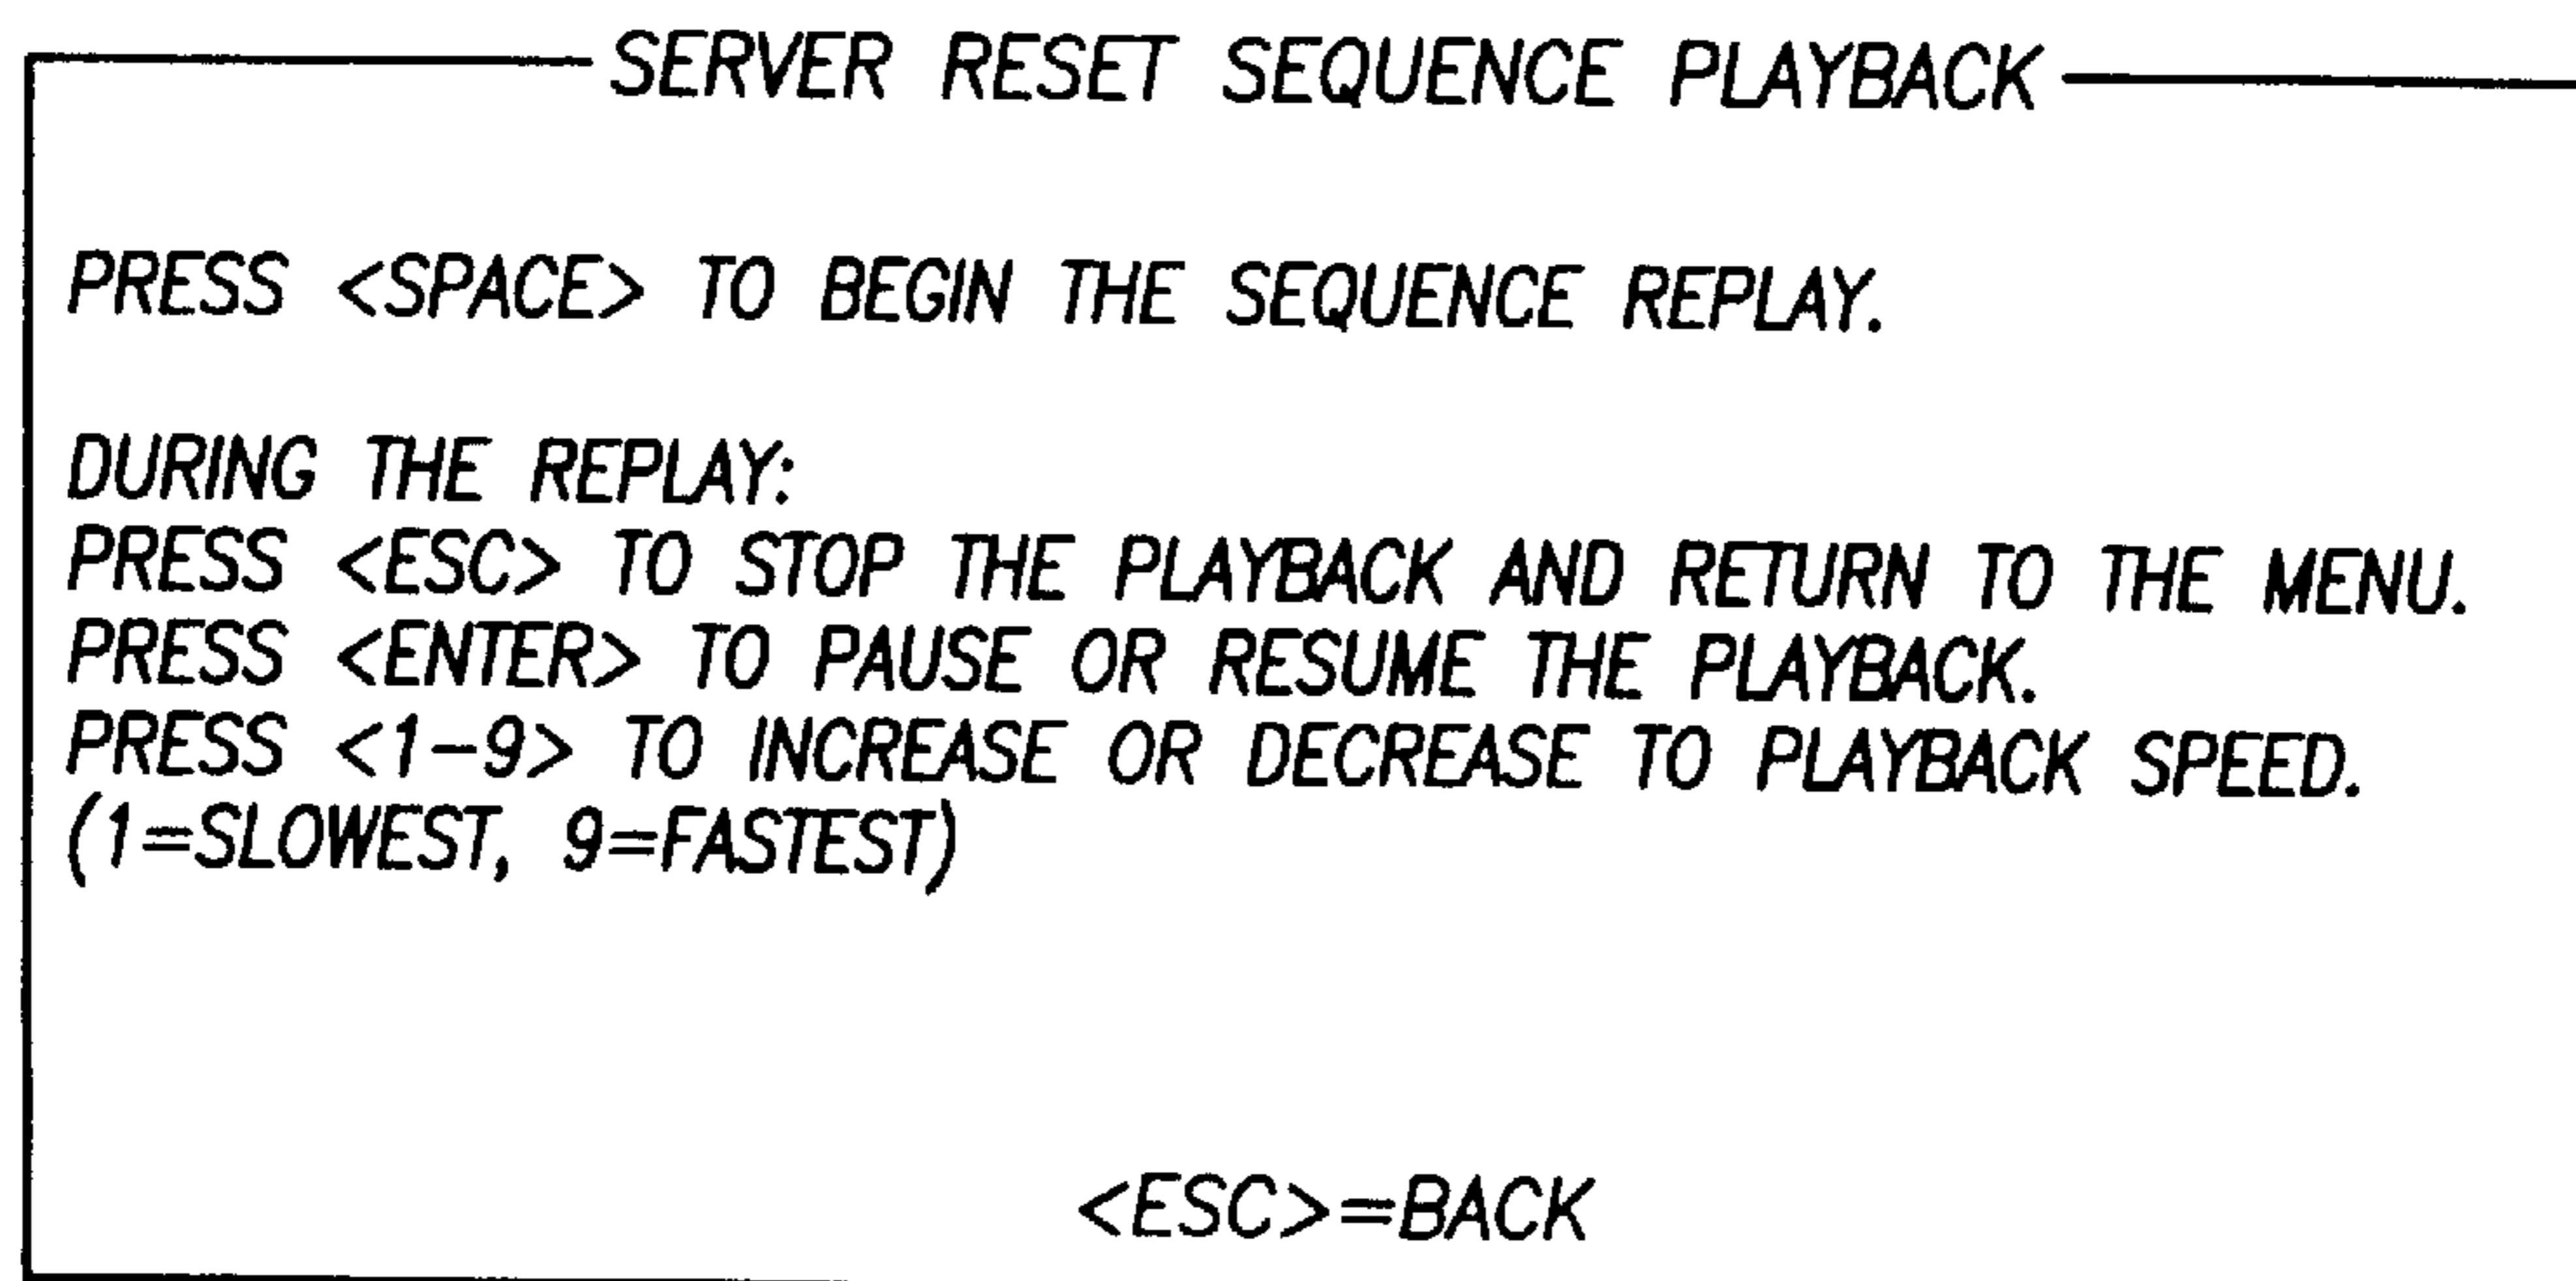 SERVER RESET SEQUENCE PLAYBACK
PRESS <SPACE> TO BEGIN THE SEQUENCE REPLAY.
DURING THE REPLAY:
PRESS <ESC> TO STOP THE PLAYBACK AND RETURN TO THE MENU.
PRESS <ENTER> TO PAUSE OR RESUME THE PLAYBACK.
PRESS <1-9> TO INCREASE OR DECREASE TO PLAYBACK SPEED.
(1=SLOWEST, 9=FASTEST)
<ESC>=BACK